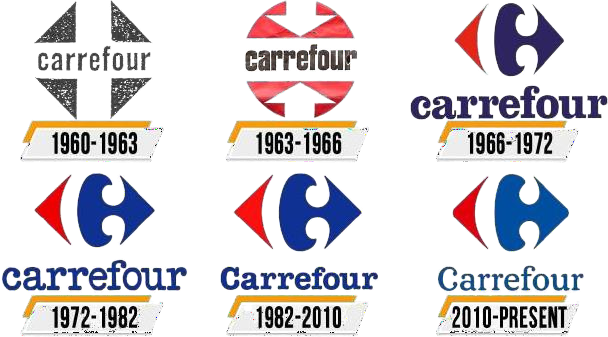 carrefour
1960-1963
carrefour
1963-1966
carrefour
1966-1972
carrefour
1972-1982
Carrefour
1982-2010
Carrefour
2010-PRESENT